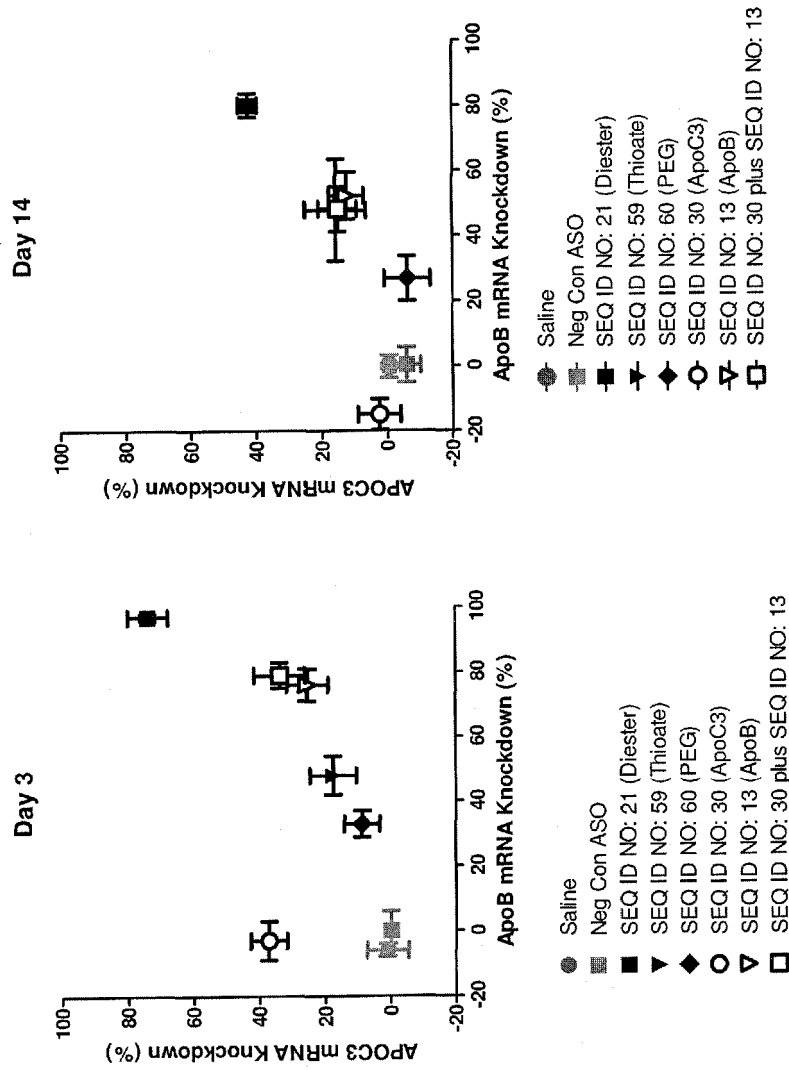 Day 3
100
80
60
40
20
0
-20
APOC3 mRNA Knockdown (%)
-20
0
20
40
60
80
100
ApoB mRNA Knockdown (%)
Saline
Neg Con ASO
SEQ ID NO: 21 (Diester)
SEQ ID NO: 59 (Thioate)
SEQ ID NO: 60 (PEG)
SEQ ID NO: 30 (ApoC3)
SEQ ID NO: 13 (ApoB)
SEQ ID NO: 30 plus SEQ ID NO: 13
Day 14
100
80
60
40
20
0
-20
APOC3 mRNA Knockdown (%)
-20
0
20
40
60
80
100
ApoB mRNA Knockdown (%)
Saline
Neg Con ASO
SEQ ID NO: 21 (Diester)
SEQ ID NO: 59 (Thioate)
SEQ ID NO: 60 (PEG)
SEQ ID NO: 30 (ApoC3)
SEQ ID NO: 13 (ApoB)
SEQ ID NO: 30 plus SEQ ID NO: 13